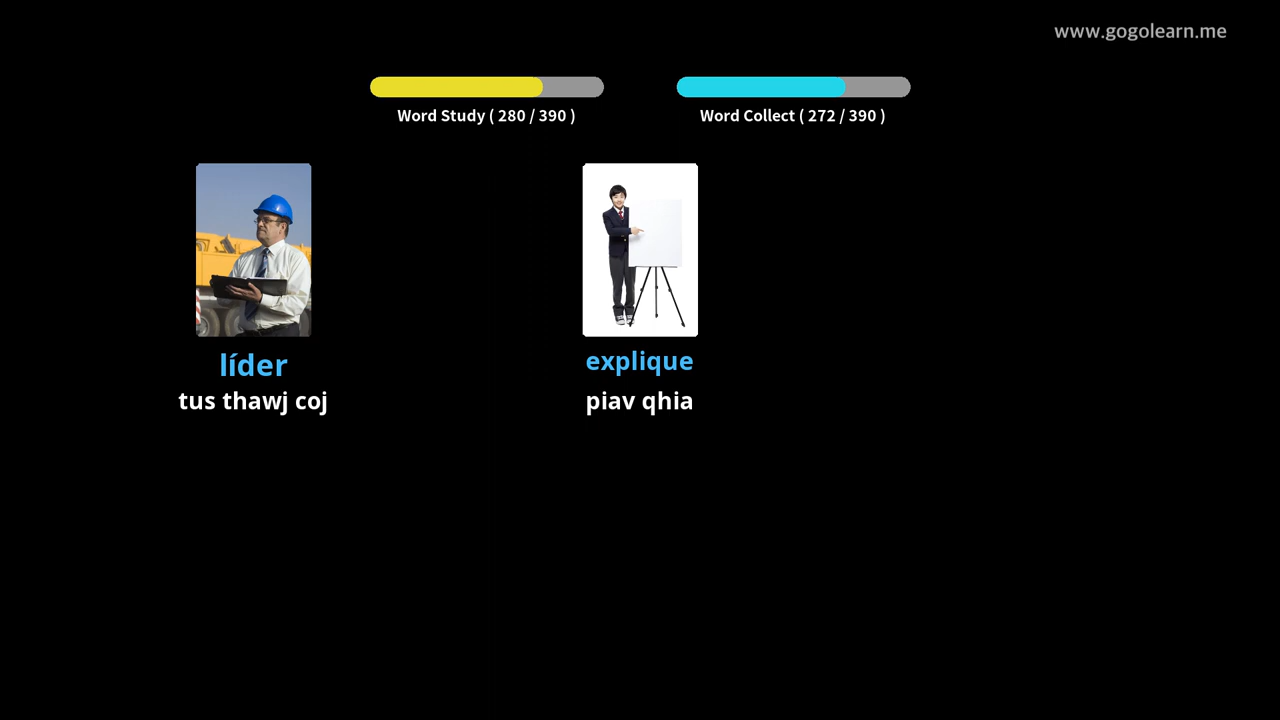 www.gogolearn.me
Word Study ( 280 / 390 )
Word Collect ( 272 / 390 )
líder
explique
tus thawj coj
piav qhia